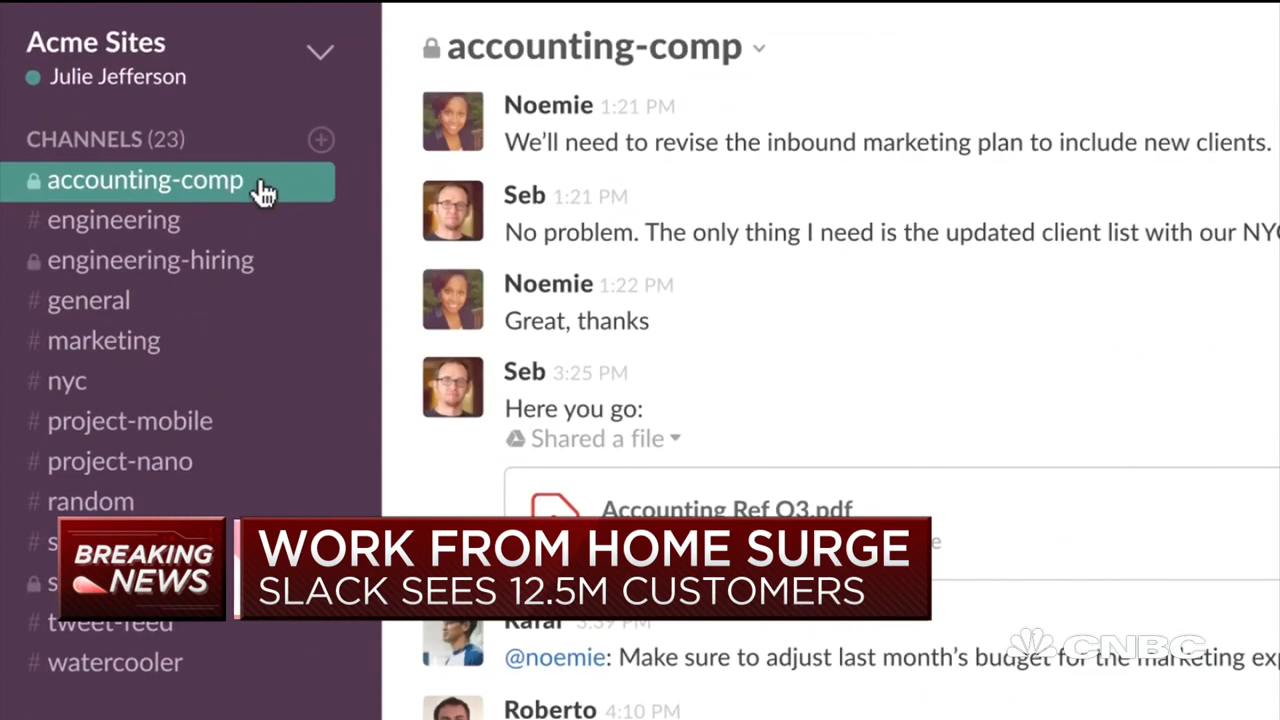 Acme Sites
Julie Jefferson
CHANNELS (23)
accounting-comp
# engineering
engineering-hiring
# general
# marketing
# nyc
# project-mobile
# project-nano
# random
# s
s
# tweet-feed
# watercooler
accounting-comp
Noemie 1:21 PM
We'll need to revise the inbound marketing plan to include new clients.
Seb 1:21 PM
No problem. The only thing I need is the updated client list with our NYC
Noemie 1:22 PM
Great, thanks
Seb 3:25 PM
Here you go:
Shared a file
Accounting Ref Q3.pdf
Rafal 3:39 PM
@noemie: Make sure to adjust last month's budget for the marketing exp
Roberto 4:10 PM
BREAKING
NEWS
WORK FROM HOME SURGE
SLACK SEES 12.5M CUSTOMERS
CNBC